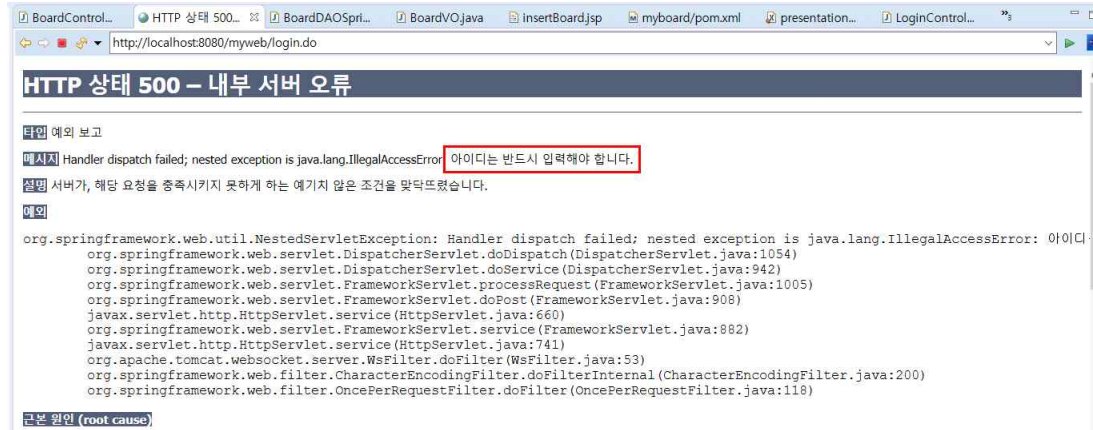 BoardControl... HTTP 상태 500... BoardDAOSpri... BoardVO.java insertBoard.jsp myboard/pom.xml presentation... LoginControl...
http://localhost:8080/myweb/login.do
HTTP 상태 500 – 내부 서버 오류
타입 예외 보고
메시지 Handler dispatch failed; nested exception is java.lang.IllegalAccessError: 아이디는 반드시 입력해야 합니다.
설명 서버가, 해당 요청을 충족시키지 못하게 하는 예기치 않은 조건을 맞닥뜨렸습니다.
예외
org.springframework.web.util.NestedServletException: Handler dispatch failed; nested exception is java.lang.IllegalAccessError: 아이디
org.springframework.web.servlet.DispatcherServlet.doDispatch(DispatcherServlet.java:1054)
org.springframework.web.servlet.DispatcherServlet.doService(DispatcherServlet.java:942)
org.springframework.web.servlet.FrameworkServlet.processRequest(FrameworkServlet.java:1005)
org.springframework.web.servlet.FrameworkServlet.doPost(FrameworkServlet.java:908)
javax.servlet.http.HttpServlet.service(HttpServlet.java:660)
org.springframework.web.servlet.FrameworkServlet.service(FrameworkServlet.java:882)
javax.servlet.http.HttpServlet.service(HttpServlet.java:741)
org.apache.tomcat.websocket.server.WsFilter.doFilter(WsFilter.java:53)
org.springframework.web.filter.CharacterEncodingFilter.doFilterInternal(CharacterEncodingFilter.java:200)
org.springframework.web.filter.OncePerRequestFilter.doFilter(OncePerRequestFilter.java:118)
근본 원인 (root cause)